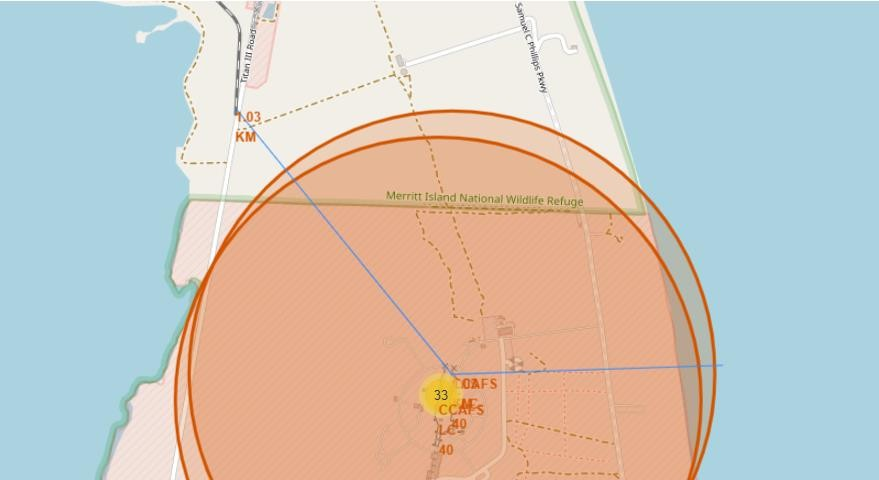 Samuel C Phillips Pkwy
Titan III Road
1.03
KM
Merritt Island National Wildlife Refuge
33
CCAFS
CCAFS
LC-
40
40